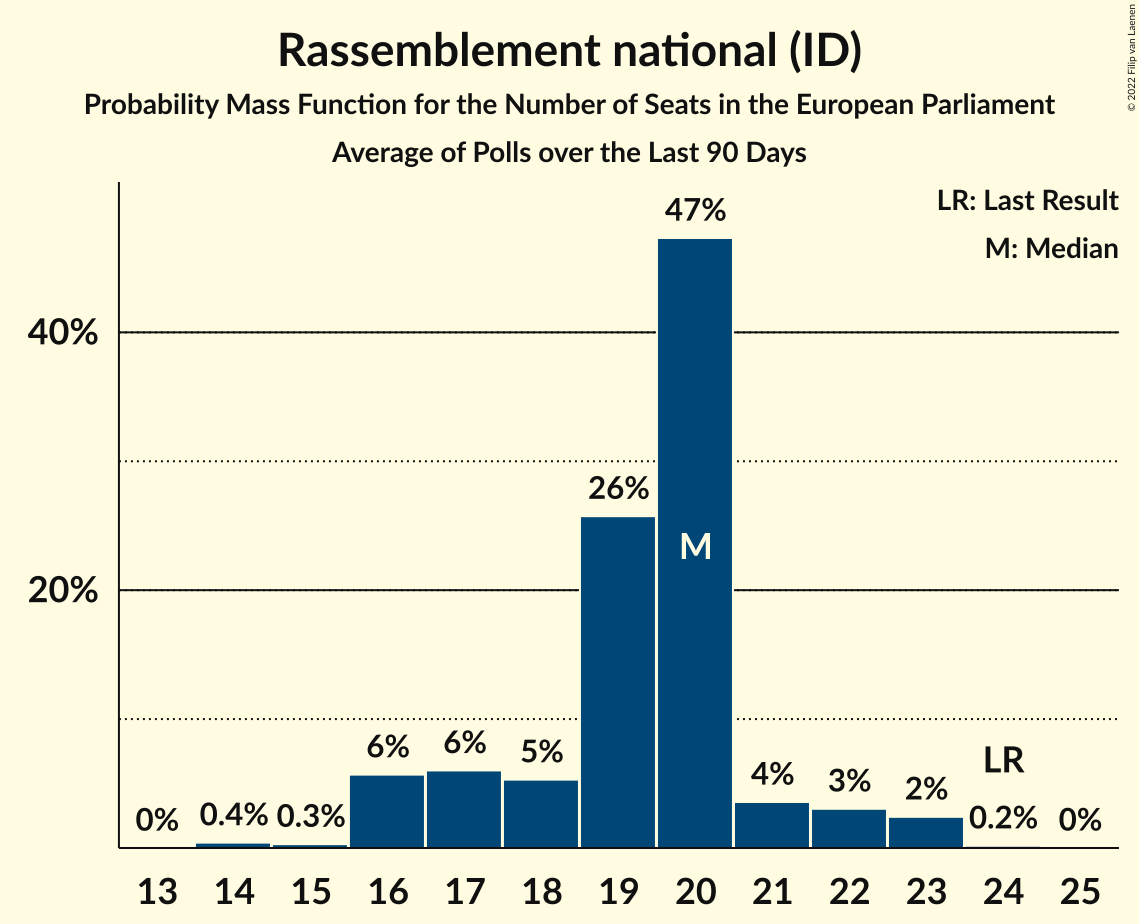 Rassemblement national (ID)
Probability Mass Function for the Number of Seats in the European Parliament
Average of Polls over the Last 90 Days
© 2022 Filip van Laenen
LR: Last Result
M: Median
40%
20%
0%
0.4%
0.3%
6%
6%
5%
26%
47%
M
4%
3%
2%
LR
0.2%
0%
13 14 15 16 17 18 19 20 21 22 23 24 25